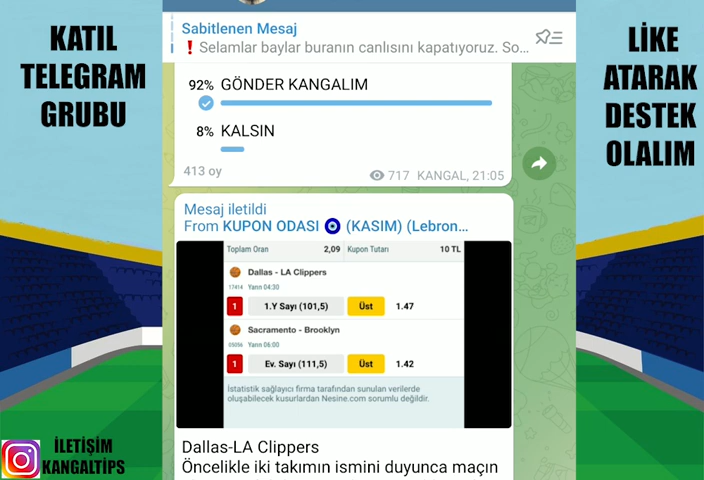 KATIL
TELEGRAM
GRUBU
Sabitlenen Mesaj
❗ Selamlar baylar buranın canlısını kapatıyoruz. So...
92% GÖNDER KANGALIM
8% KALSIN
413 oy
717 KANGAL, 21:05
Mesaj iletildi
From KUPON ODASI 🧿 (KASIM) (Lebron...
Toplam Oran 2,09 Kupon Tutarı 10 TL
Dallas - LA Clippers
17414 Yarın 04:30
1 1.Y Sayı (101,5) Üst 1.47
Sacramento - Brooklyn
05056 Yarın 06:00
1 Ev. Sayı (111,5) Üst 1.42
İstatistik sağlayıcı firma tarafından sunulan verilerde
oluşabilecek kusurlardan Nesine.com sorumlu değildir.
Dallas-LA Clippers
Öncelikle iki takımın ismini duyunca maçın
LİKE
ATARAK
DESTEK
OLALIM
İLETİŞİM
KANGALTİPS